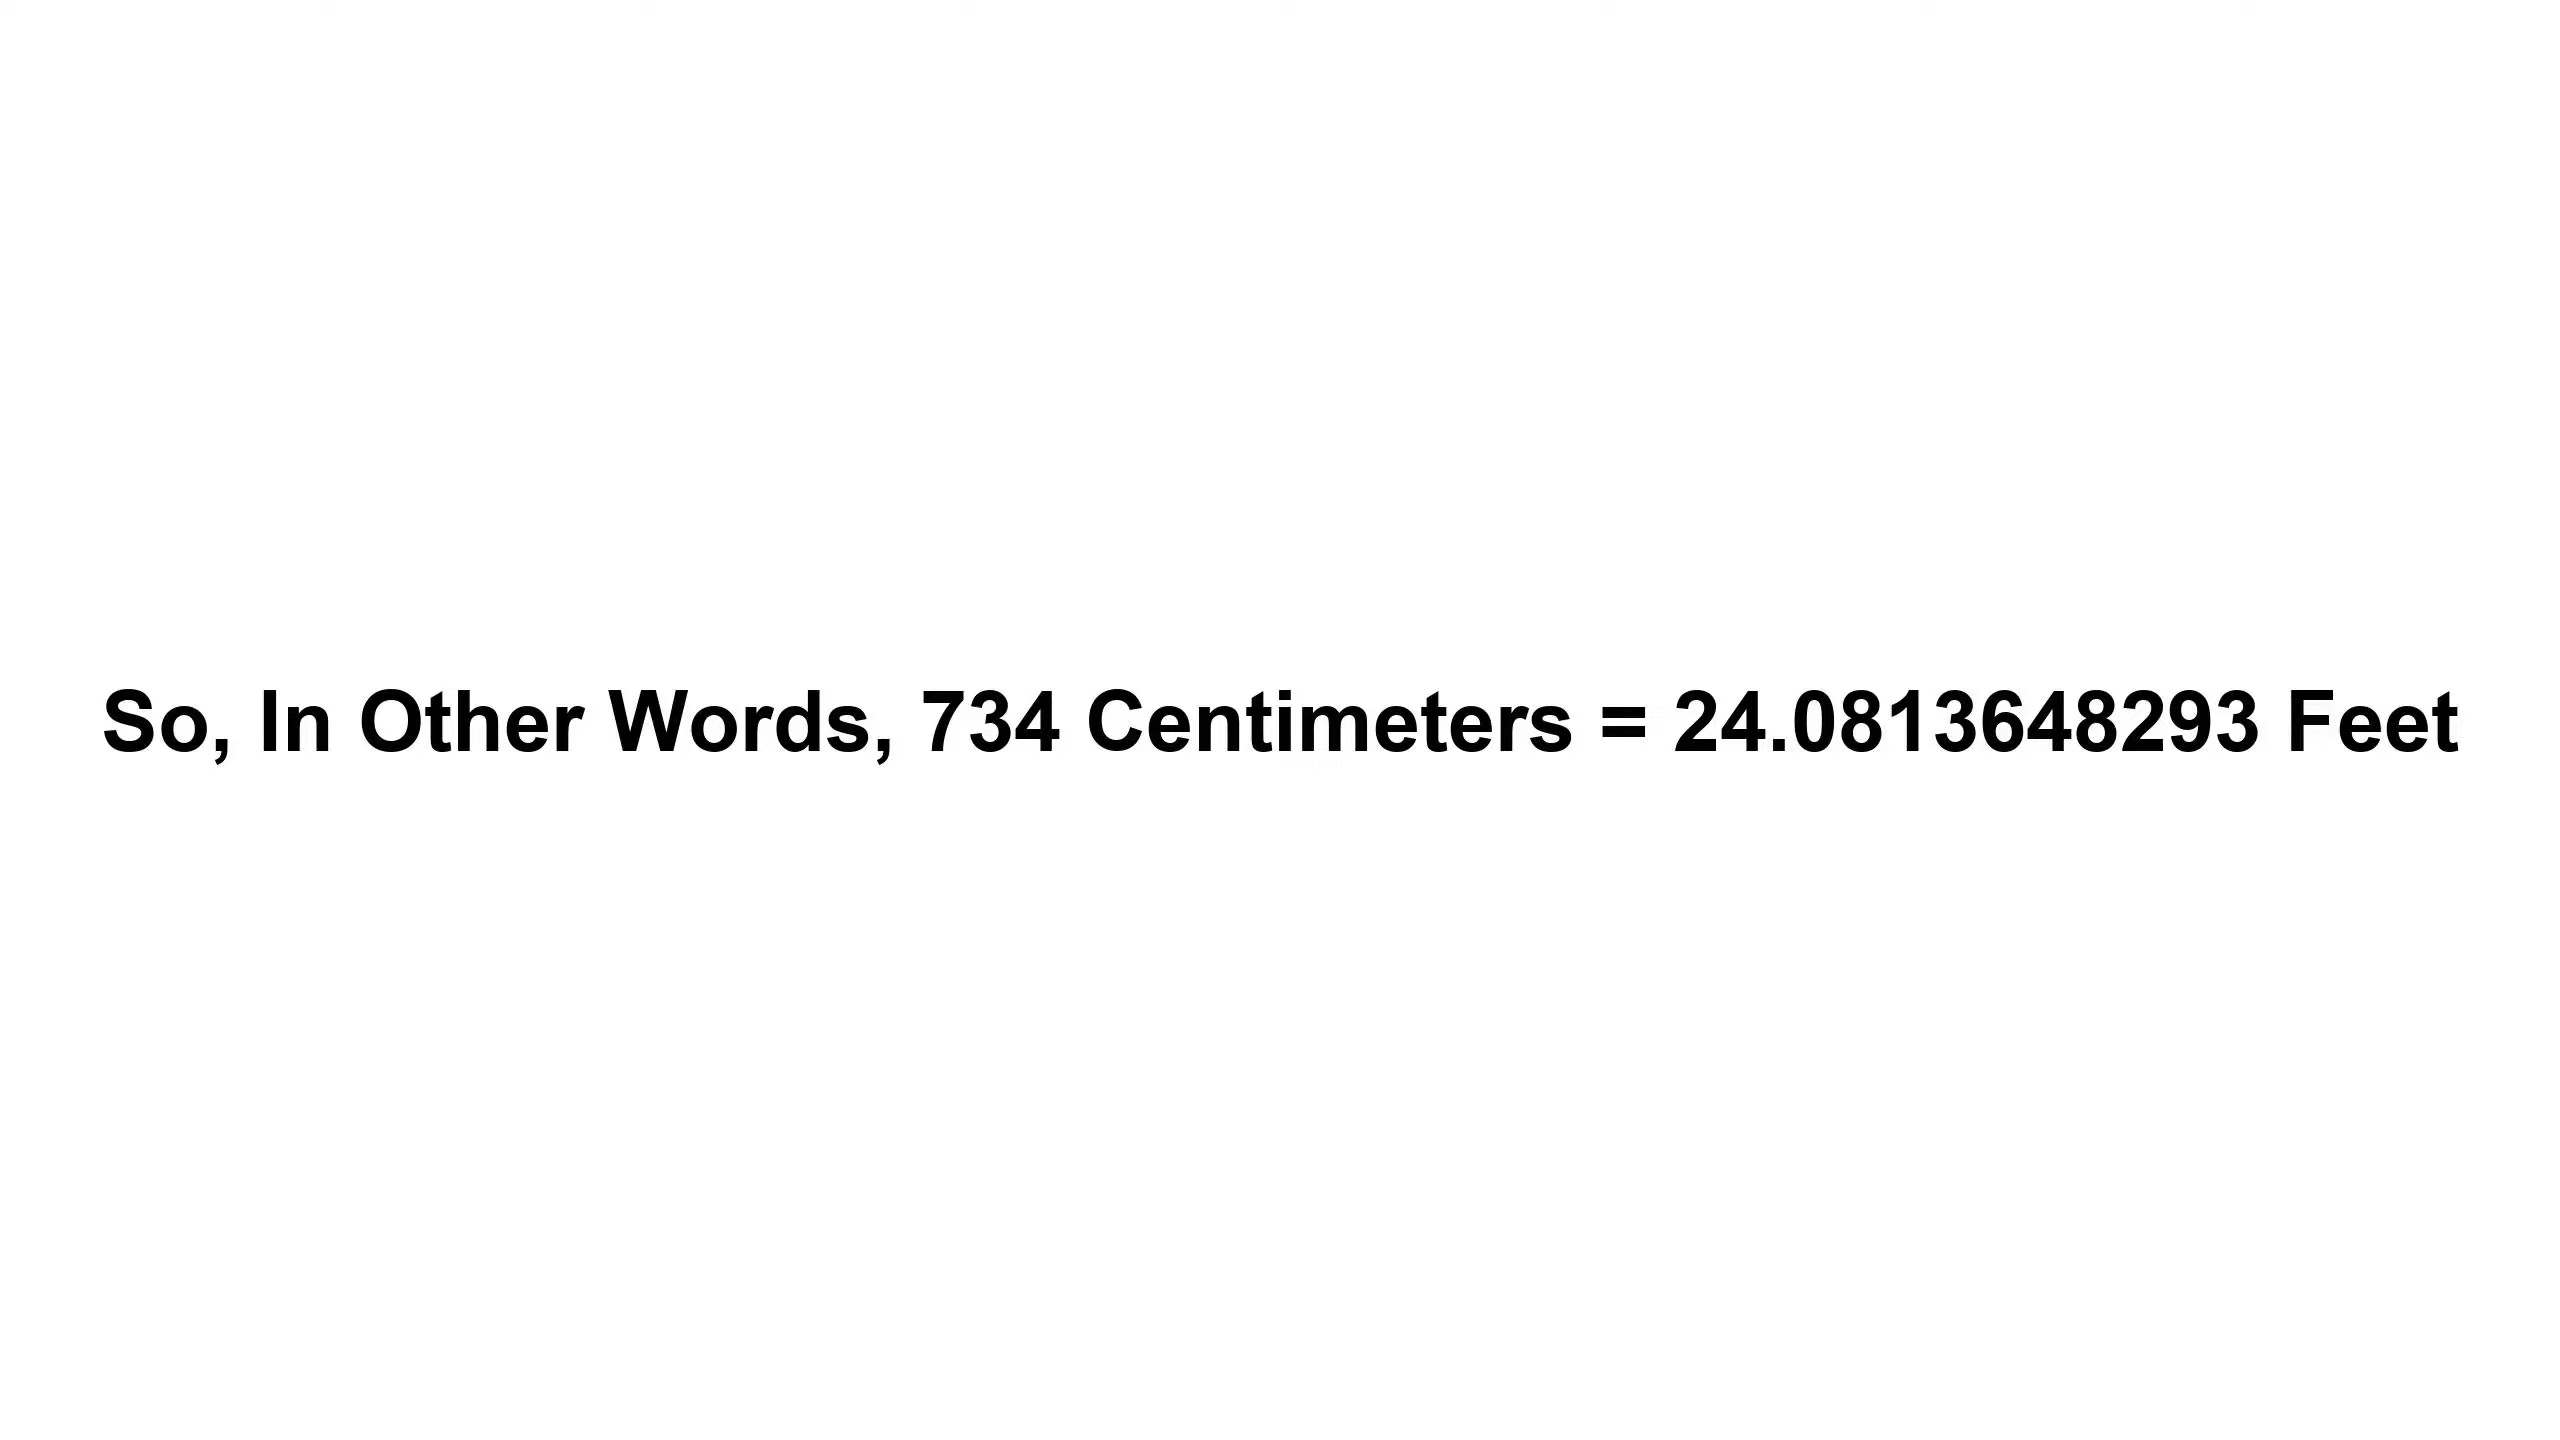 So, In Other Words, 734 Centimeters = 24.0813648293 Feet